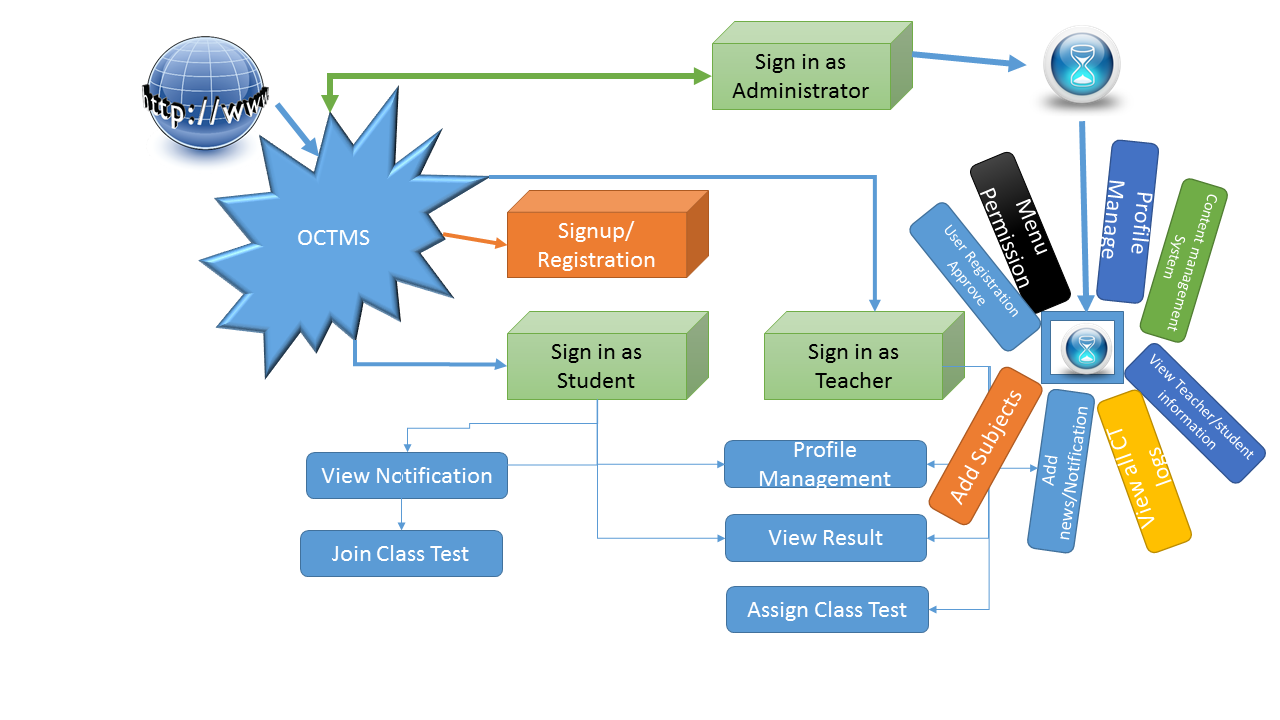 http://www
Sign in as
Administrator
OCTMS
Signup/
Registration
Sign in as
Student
Sign in as
Teacher
View Notification
Join Class Test
Profile
Management
View Result
Assign Class Test
User Registration
Approve
Menu
Permission
Profile
Manage
Content management
System
View Teacher/student
information
View all CT
logs
Add
news/Notification
Add Subjects